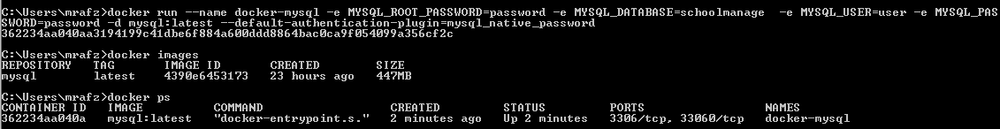 C:\Users\mrafz>docker run --name docker-mysql -e MYSQL_ROOT_PASSWORD=password -e MYSQL_DATABASE=schoolmanage  -e MYSQL_USER=user -e MYSQL_PAS
SWORD=password -d mysql:latest --default-authentication-plugin=mysql_native_password
362234aa040aa3194199c41dbe6f884a600ddd8864bac0ca9f054099a356cf2c
C:\Users\mrafz>docker images
REPOSITORY   TAG       IMAGE ID       CREATED        SIZE
mysql        latest    4390e6453173   23 hours ago   447MB
C:\Users\mrafz>docker ps
CONTAINER ID   IMAGE          COMMAND                  CREATED         STATUS         PORTS                 NAMES
362234aa040a   mysql:latest   "docker-entrypoint.s."   2 minutes ago   Up 2 minutes   3306/tcp, 33060/tcp   docker-mysql